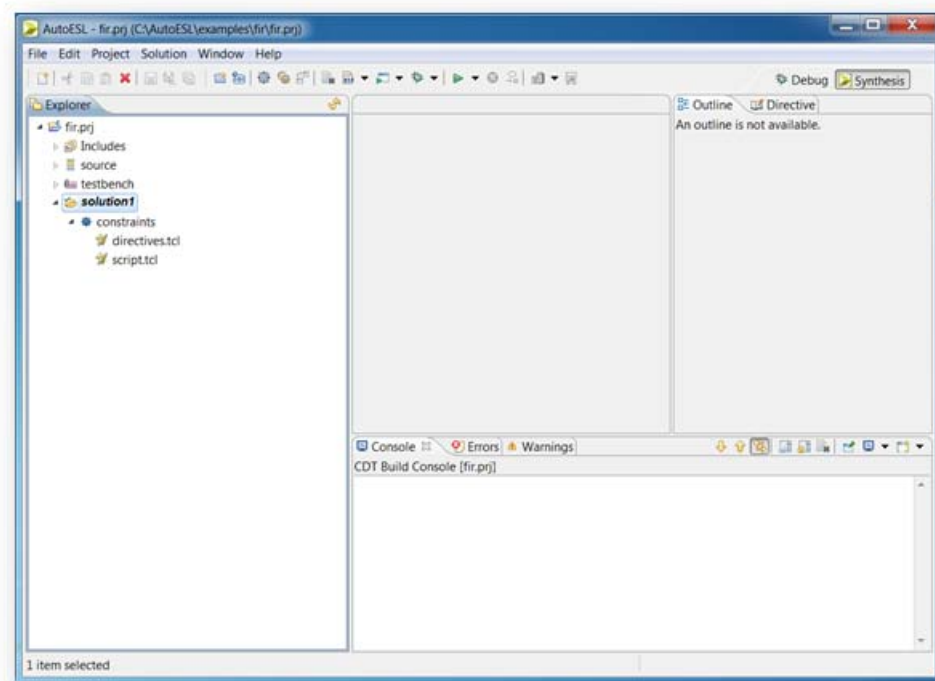 AutoESL - fir.prj (C:\AutoESL\examples\fir\fir.prj)
File Edit Project Solution Window Help
Debug Synthesis
Explorer
fir.prj
Includes
source
testbench
solution1
constraints
directives.tcl
script.tcl
Outline Directive
An outline is not available.
Console Errors Warnings
CDT Build Console [fir.prj]
1 item selected